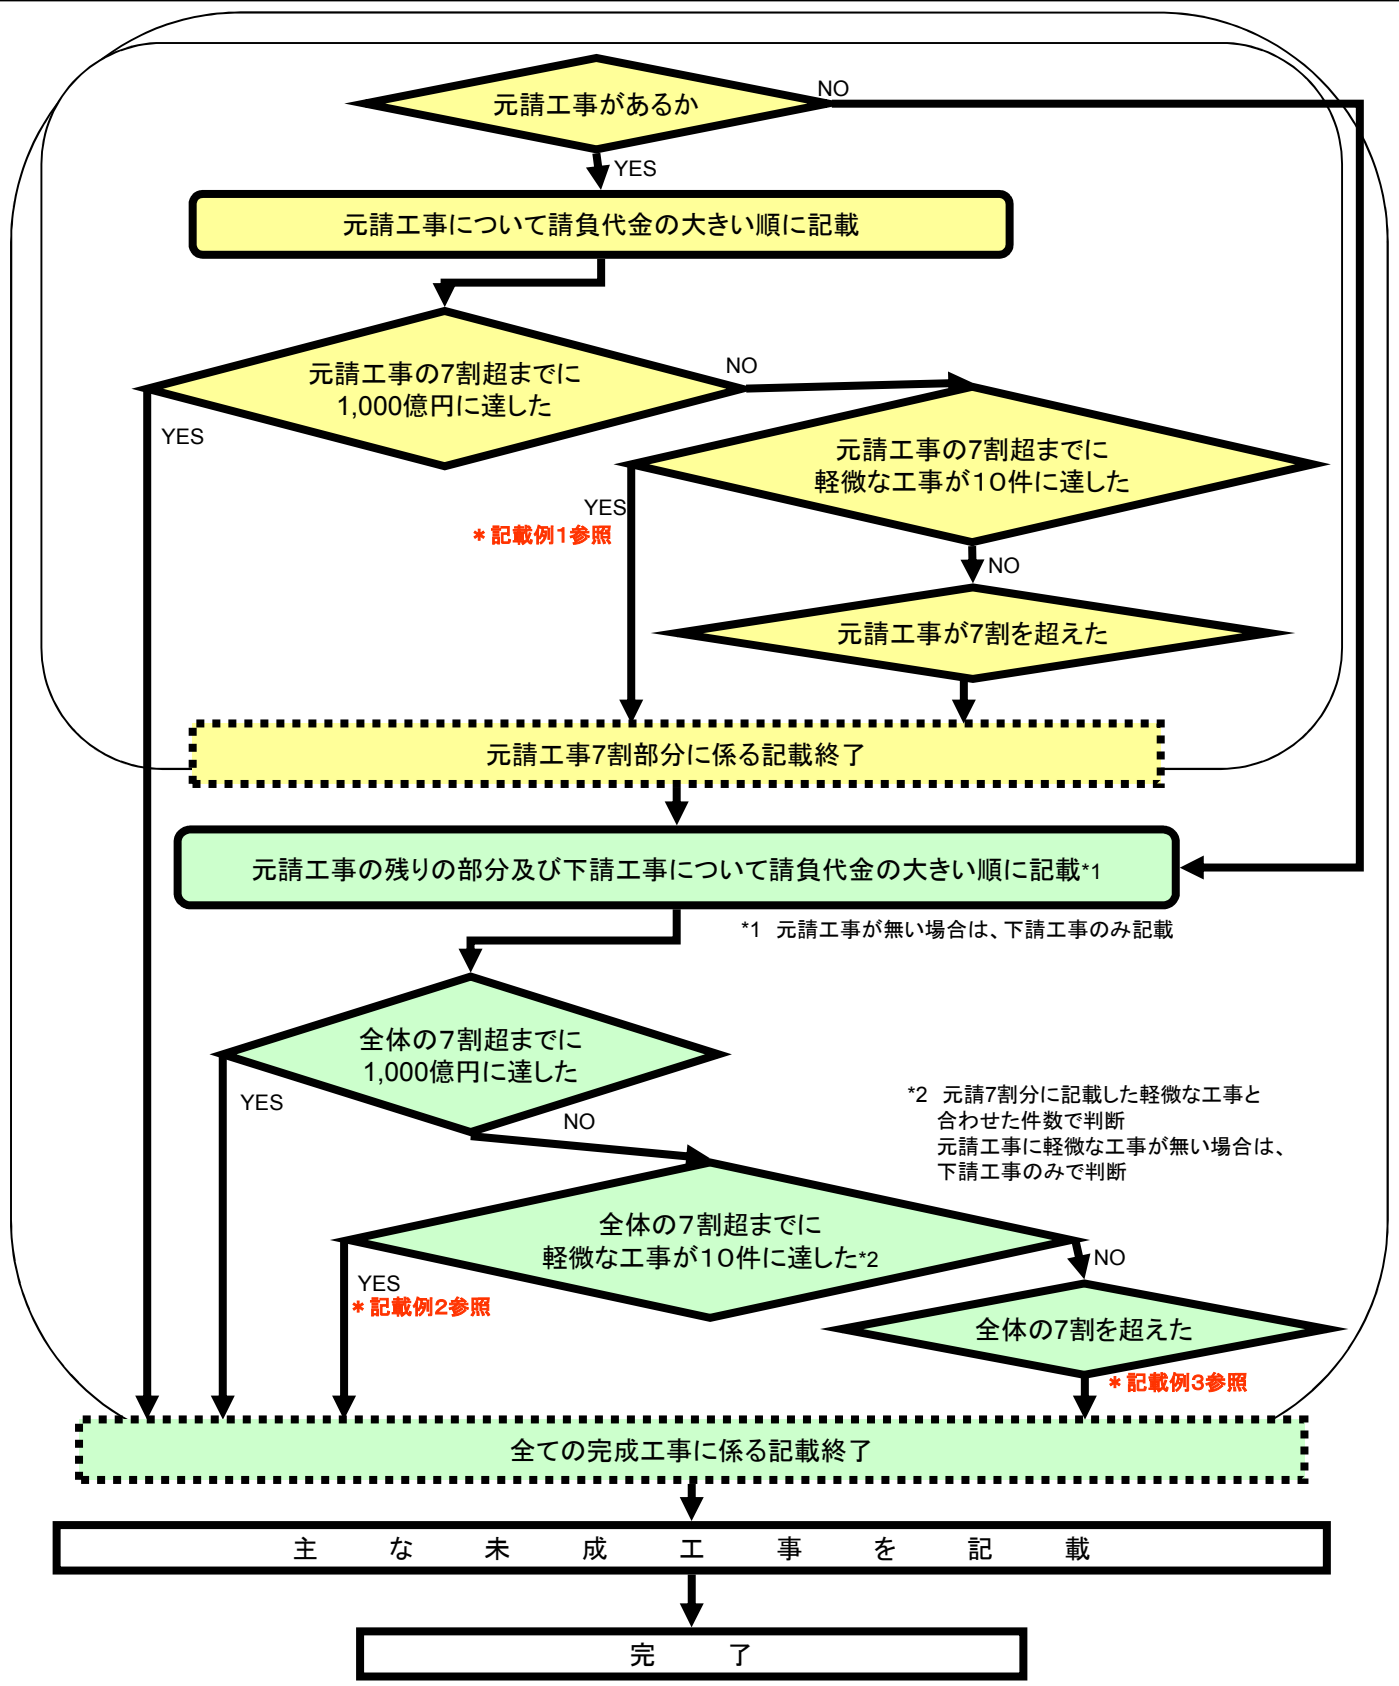 元請工事があるか
NO
YES
元請工事について請負代金の大きい順に記載
元請工事の7割超までに
1,000億円に達した
NO
YES
元請工事の7割超までに
軽微な工事が10件に達した
YES
*記載例1参照
NO
元請工事が7割を超えた
元請工事7割部分に係る記載終了
元請工事の残りの部分及び下請工事について請負代金の大きい順に記載*1
*1 元請工事が無い場合は、下請工事のみ記載
全体の7割超までに
1,000億円に達した
YES
NO
*2 元請7割分に記載した軽微な工事と
合わせた件数で判断
元請工事に軽微な工事が無い場合は、
下請工事のみで判断
全体の7割超までに
軽微な工事が10件に達した*2
YES
*記載例2参照
NO
全体の7割を超えた
*記載例3参照
全ての完成工事に係る記載終了
主な未成工事を記載
完了